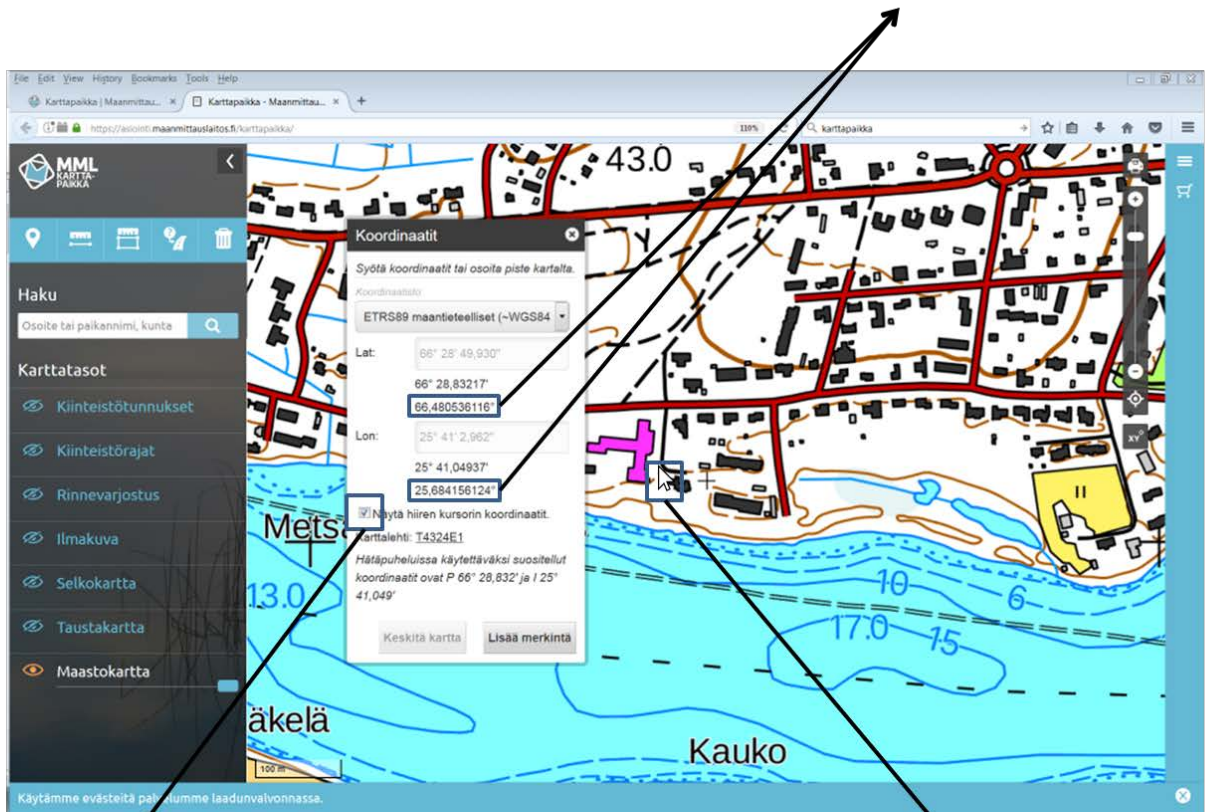 File Edit View History Bookmarks Tools Help
Karttapaikka | Maanmittau... × Karttapaikka - Maanmittau... × +
https://asiointi.maanmittauslaitos.fi/karttapaikka/ 110% karttapaikka
MML
KARTTA-
PAIKKA
Haku
Osoite tai paikannimi, kunta
Karttatasot
Kiinteistötunnukset
Kiinteistörajat
Rinnevarjostus
Ilmakuva
Selkokartta
Taustakartta
Maastokartta
Koordinaatit
Syötä koordinaatit tai osoita piste kartalta.
Koordinaatisto
ETRS89 maantieteelliset (~WGS84
Lat: 66° 28' 49,930"
66° 28,83217'
66,480536116°
Lon: 25° 41' 2,962"
25° 41,04937'
25,684156124°
Näytä hiiren kursorin koordinaatit.
Karttalehti: T4324E1
Hätäpuheluissa käytettäväksi suositellut
koordinaatit ovat P 66° 28,832' ja I 25°
41,049'
Keskitä kartta Lisää merkintä
43.0
XY
Metsä
13.0
10
6
17.0
15
äkelä
Kauko
100 m
Käytämme evästeitä palvelumme laadunvalvonnassa.